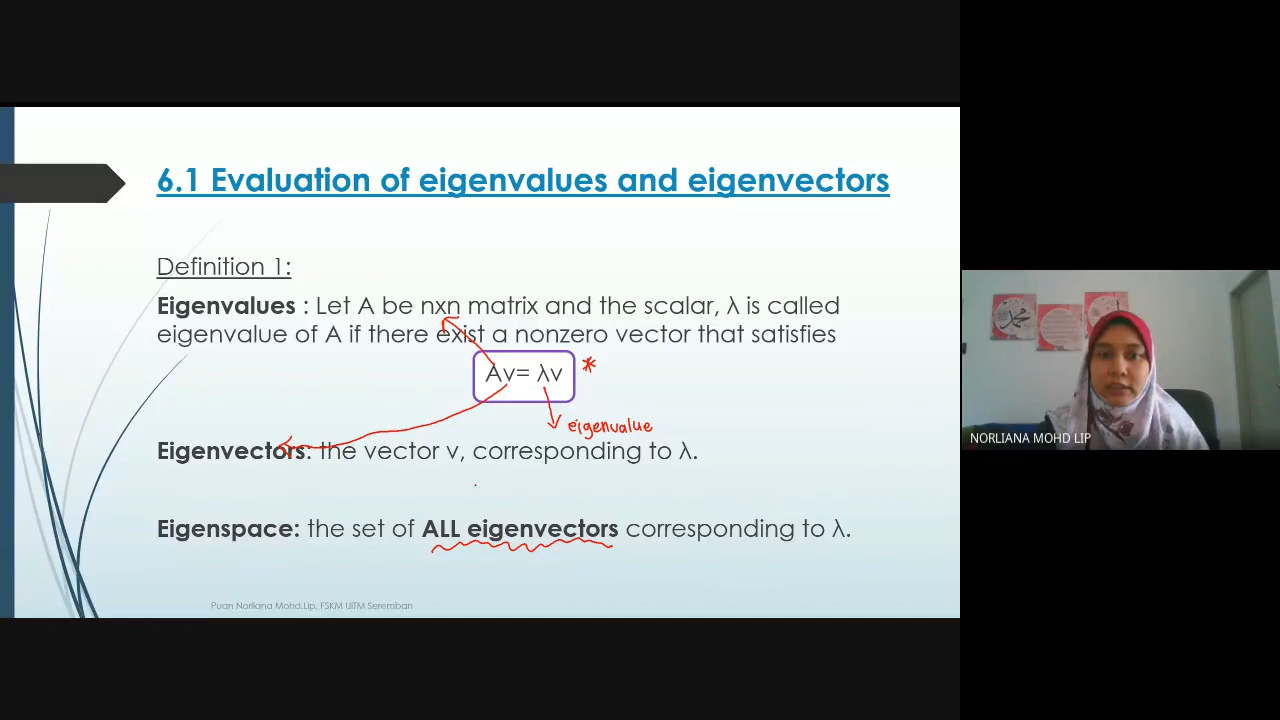 6.1 Evaluation of eigenvalues and eigenvectors
Definition 1:
Eigenvalues : Let A be nxn matrix and the scalar, λ is called
eigenvalue of A if there exist a nonzero vector that satisfies
Av= λv *
eigenvalue
Eigenvectors: the vector v, corresponding to λ.
Eigenspace: the set of ALL eigenvectors corresponding to λ.
Puan Norliana Mohd.Lip, FSKM UiTM Seremban
NORLIANA MOHD LIP